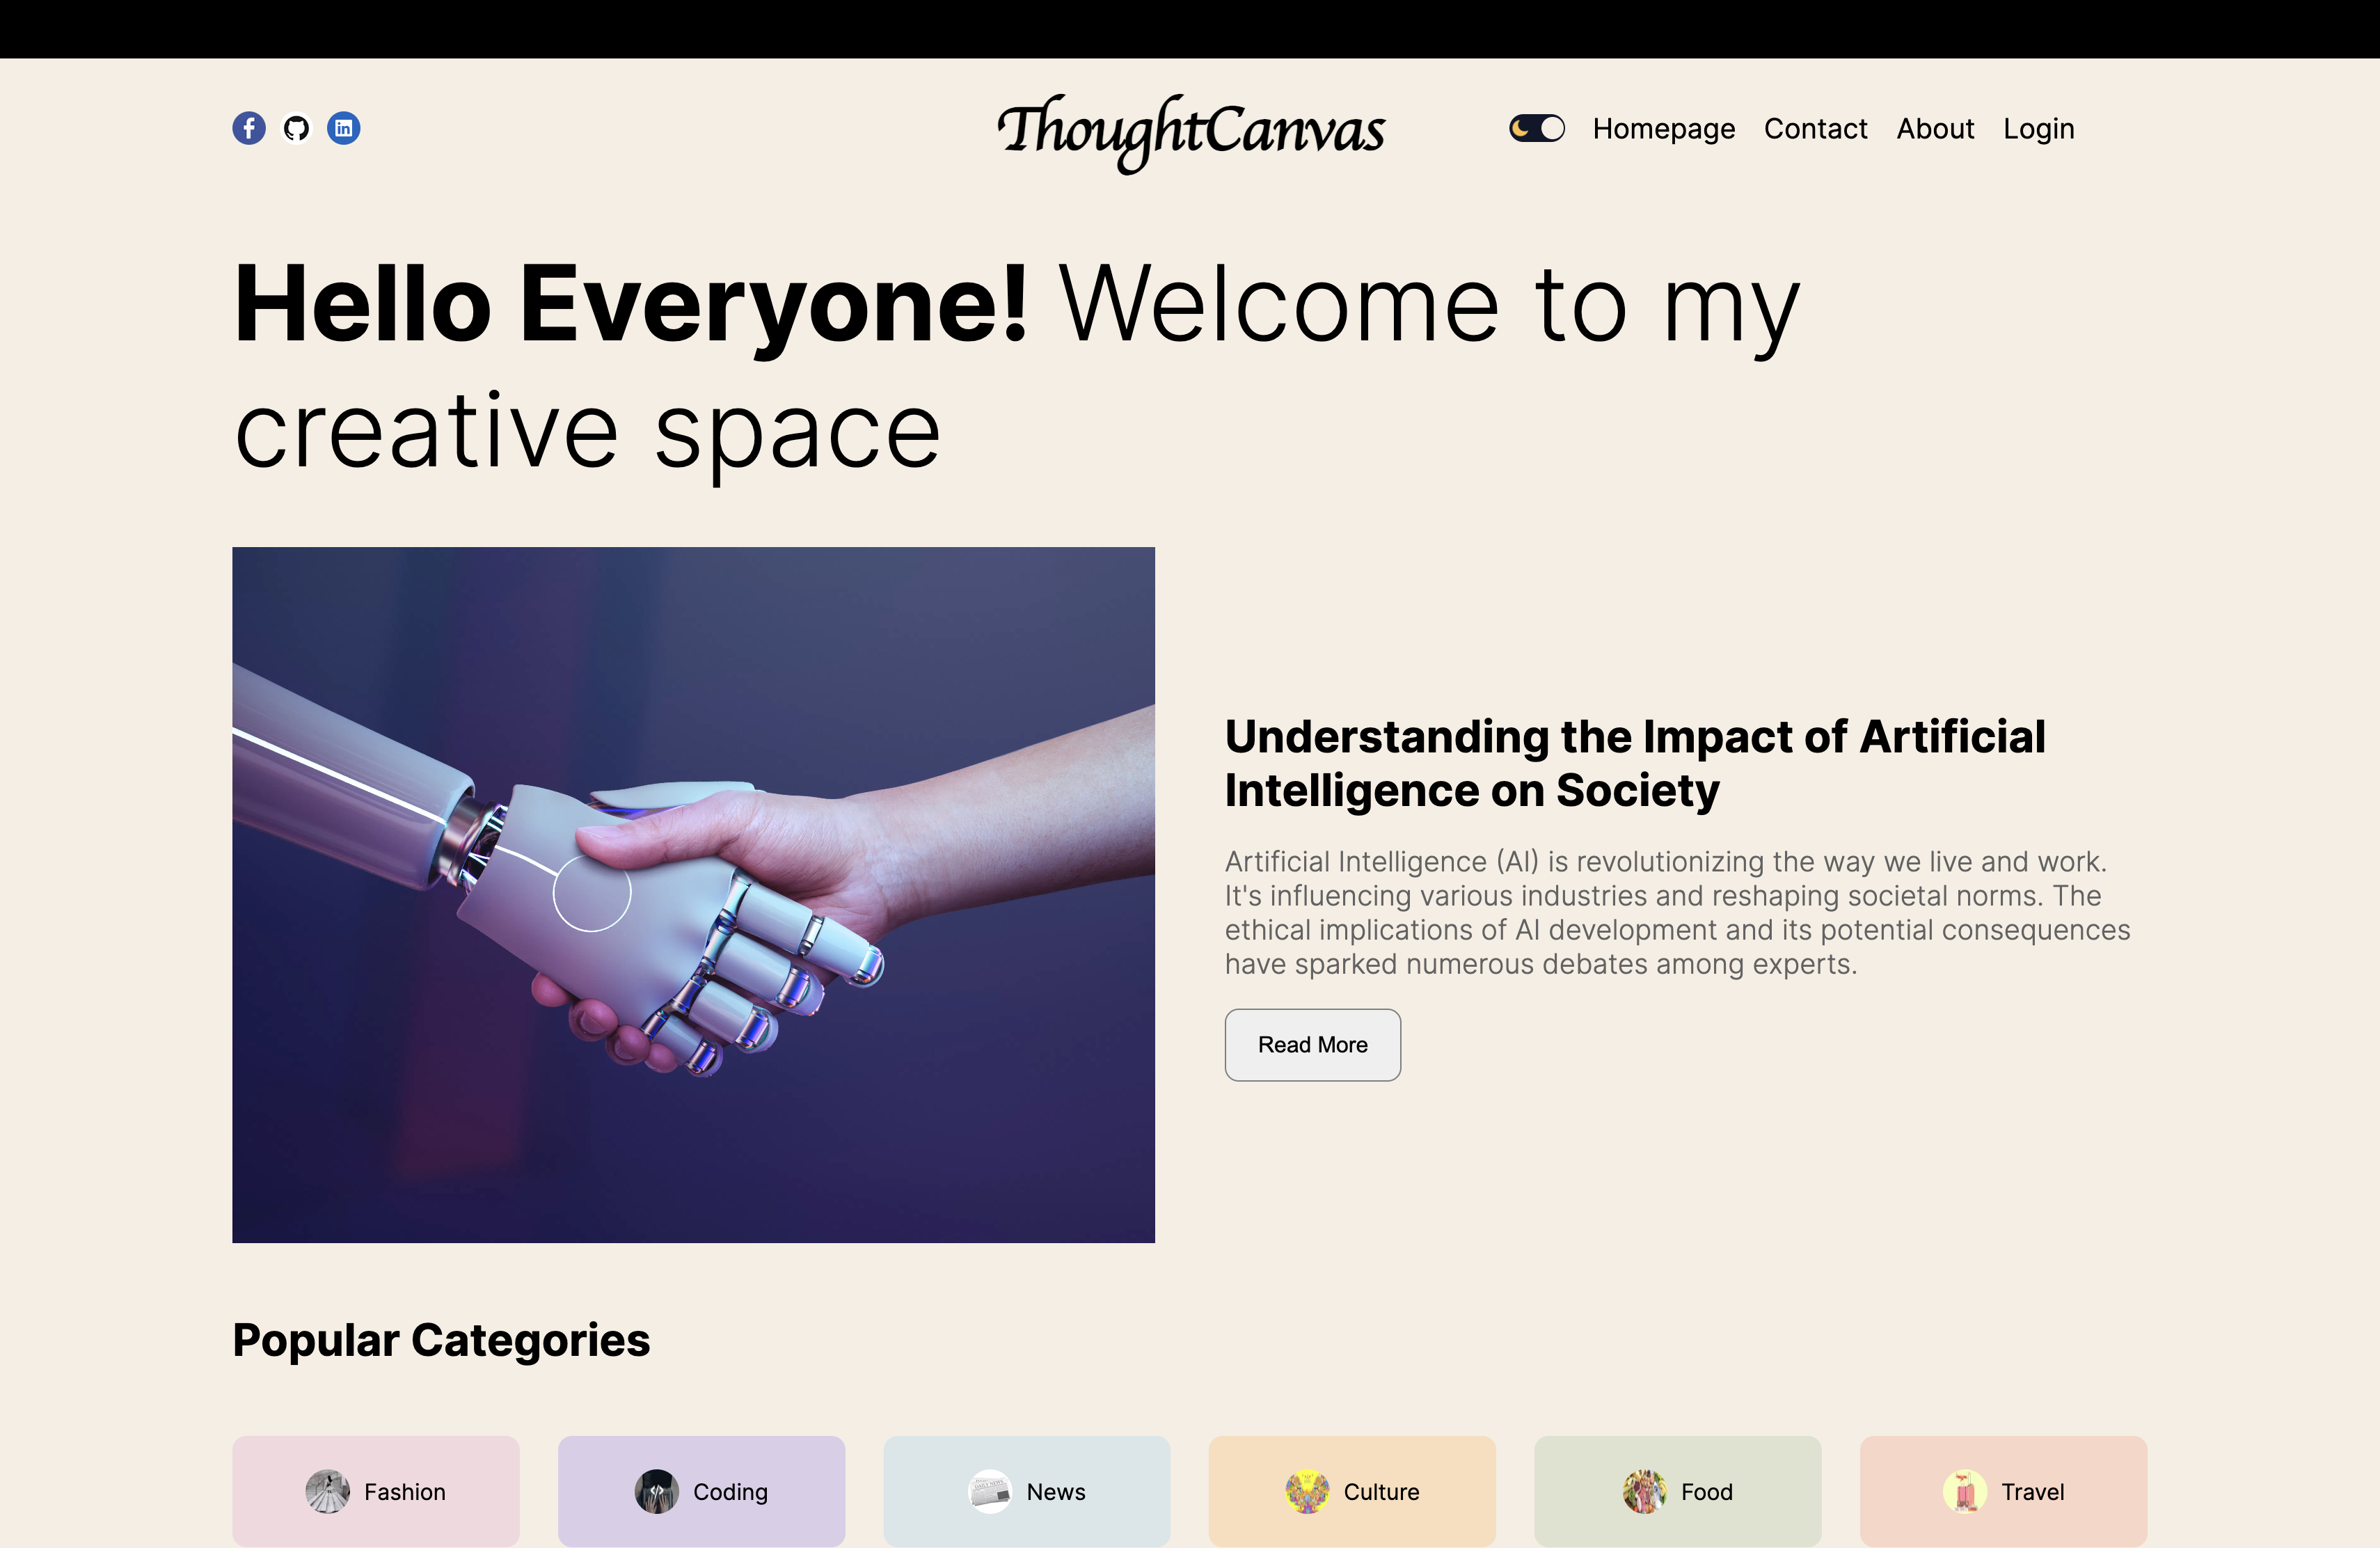 ThoughtCanvas
Homepage Contact About Login
Hello Everyone! Welcome to my
creative space
Understanding the Impact of Artificial
Intelligence on Society
Artificial Intelligence (AI) is revolutionizing the way we live and work.
It's influencing various industries and reshaping societal norms. The
ethical implications of AI development and its potential consequences
have sparked numerous debates among experts.
Read More
Popular Categories
Fashion Coding News Culture Food Travel